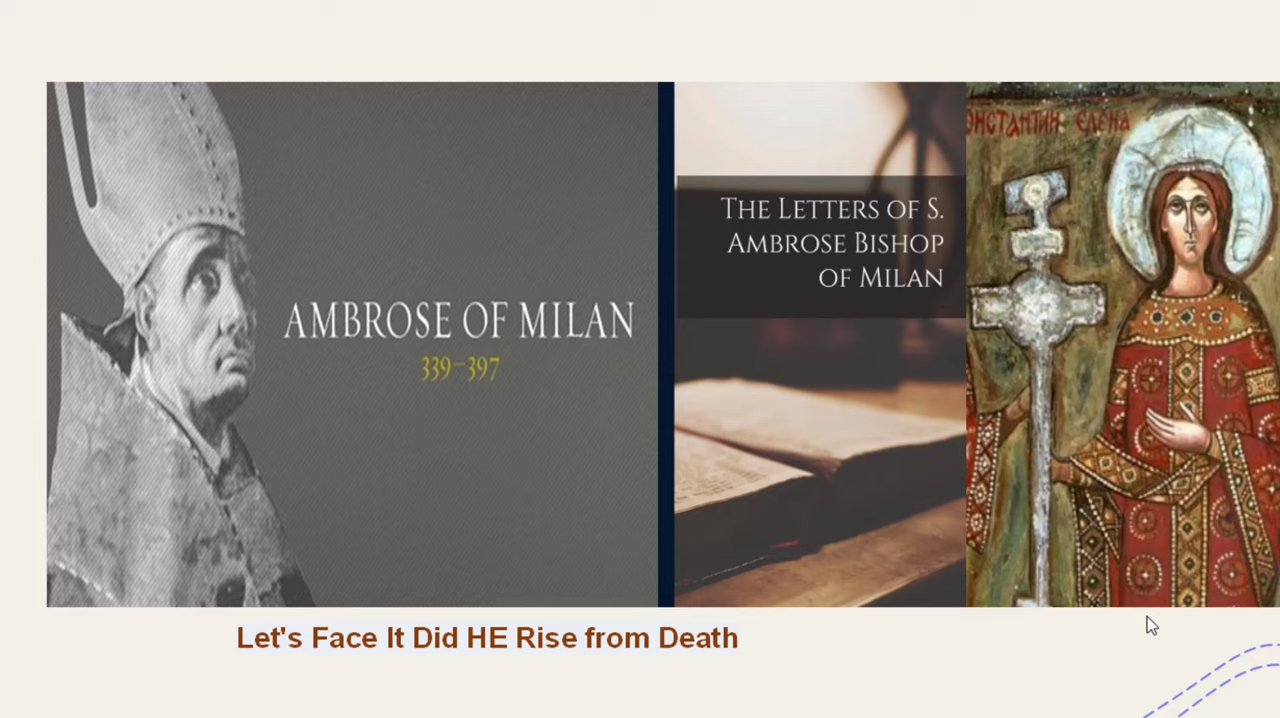 AMBROSE OF MILAN
339–397
THE LETTERS OF S.
AMBROSE BISHOP
OF MILAN
ОНСТАНТИН ЕЛЕНА
Let's Face It Did HE Rise from Death